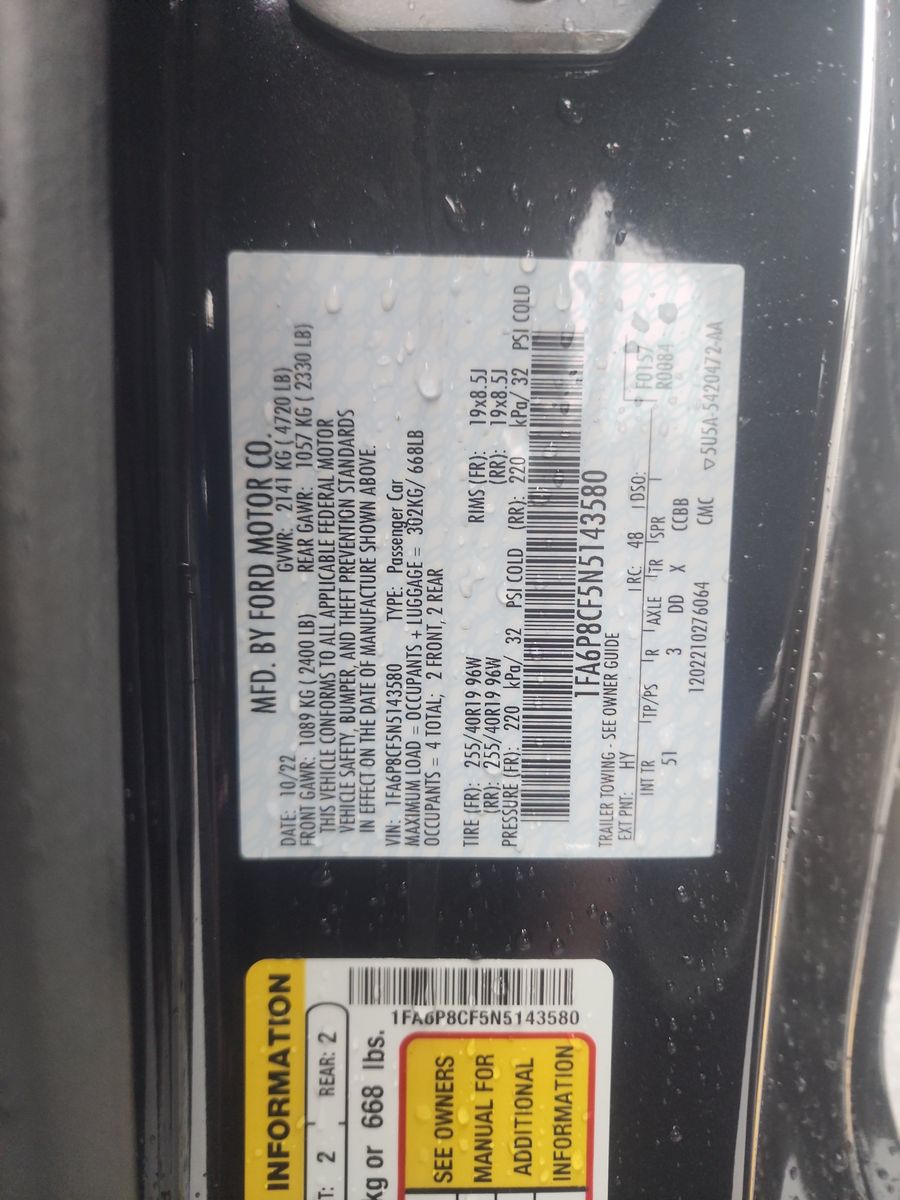 MFD. BY FORD MOTOR CO.
DATE: 10/22 GVWR: 2141 KG ( 4720 LB)
FRONT GAWR: 1089 KG ( 2400 LB) REAR GAWR: 1057 KG ( 2330 LB)
THIS VEHICLE CONFORMS TO ALL APPLICABLE FEDERAL MOTOR
VEHICLE SAFETY, BUMPER, AND THEFT PREVENTION STANDARDS
IN EFFECT ON THE DATE OF MANUFACTURE SHOWN ABOVE.
VIN: 1FA6P8CF5N5143580 TYPE: Passenger Car
MAXIMUM LOAD = OCCUPANTS + LUGGAGE = 302KG/ 668LB
OCCUPANTS = 4 TOTAL; 2 FRONT, 2 REAR
TIRE (FR): 255/40R19 96W RIMS (FR): 19x8.5J
(RR): 255/40R19 96W (RR): 19x8.5J
PRESSURE (FR): 220 kPa/ 32 PSI COLD (RR): 220 kPa/ 32 PSI COLD
1FA6P8CF5N5143580
TRAILER TOWING - SEE OWNER GUIDE
EXT PNT: HY RC: 48 DSO: F0157
R0084
INT TR TP/PS R AXLE TR SPR
51 3 DD X CCBB
1202210276064 CMC ▽5U5A-5420472-AA
INFORMATION
T: 2 REAR: 2
kg or 668 lbs.
1FA6P8CF5N5143580
SEE OWNERS
MANUAL FOR
ADDITIONAL
INFORMATION